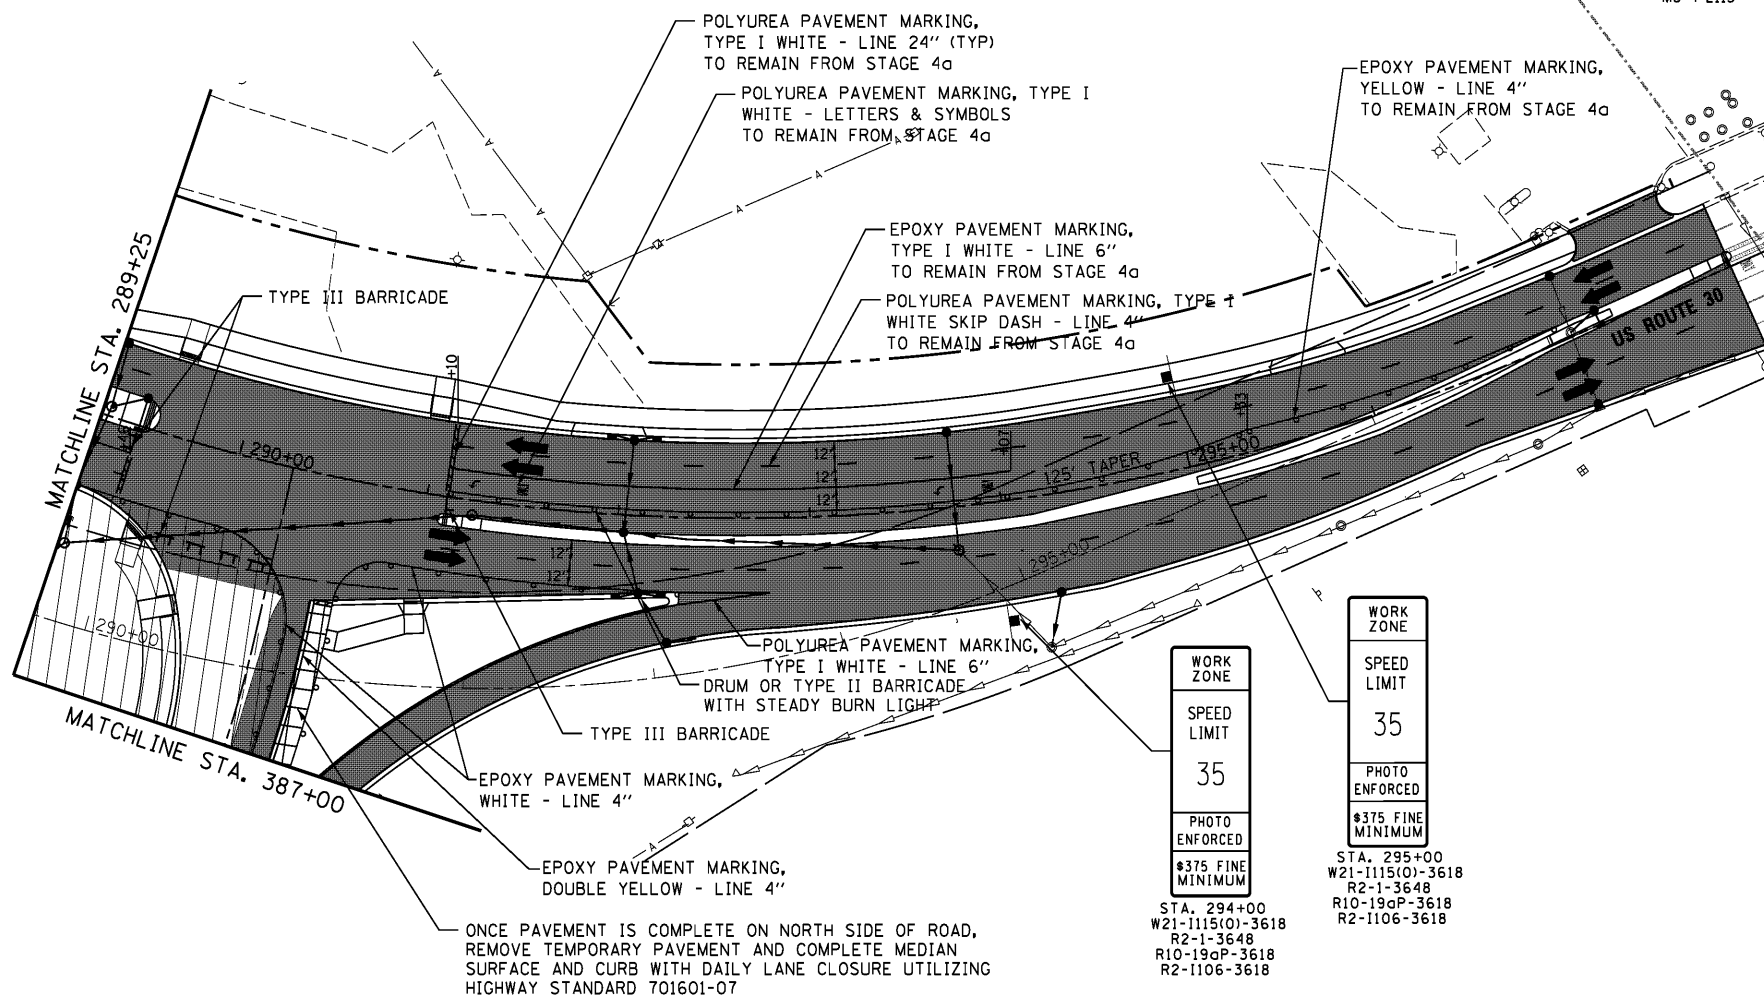 POLYUREA PAVEMENT MARKING,
TYPE I WHITE - LINE 24" (TYP)
TO REMAIN FROM STAGE 4a
POLYUREA PAVEMENT MARKING, TYPE I
WHITE - LETTERS & SYMBOLS
TO REMAIN FROM STAGE 4a
EPOXY PAVEMENT MARKING,
YELLOW - LINE 4"
TO REMAIN FROM STAGE 4a
EPOXY PAVEMENT MARKING,
TYPE I WHITE - LINE 6"
TO REMAIN FROM STAGE 4a
POLYUREA PAVEMENT MARKING, TYPE I
WHITE SKIP DASH - LINE 4"
TO REMAIN FROM STAGE 4a
TYPE III BARRICADE
MATCHLINE STA. 289+25
US ROUTE 30
+10
290+00
12'
12'
12'
+07
125' TAPER
+33
295+00
12'
12'
295+00
290+00
MATCHLINE STA. 387+00
POLYUREA PAVEMENT MARKING,
TYPE I WHITE - LINE 6"
DRUM OR TYPE II BARRICADE
WITH STEADY BURN LIGHT
TYPE III BARRICADE
EPOXY PAVEMENT MARKING,
WHITE - LINE 4"
EPOXY PAVEMENT MARKING,
DOUBLE YELLOW - LINE 4"
ONCE PAVEMENT IS COMPLETE ON NORTH SIDE OF ROAD,
REMOVE TEMPORARY PAVEMENT AND COMPLETE MEDIAN
SURFACE AND CURB WITH DAILY LANE CLOSURE UTILIZING
HIGHWAY STANDARD 701601-07
WORK
ZONE
SPEED
LIMIT
35
PHOTO
ENFORCED
$375 FINE
MINIMUM
STA. 294+00
W21-I115(O)-3618
R2-1-3648
R10-19aP-3618
R2-I106-3618
WORK
ZONE
SPEED
LIMIT
35
PHOTO
ENFORCED
$375 FINE
MINIMUM
STA. 295+00
W21-I115(O)-3618
R2-1-3648
R10-19aP-3618
R2-I106-3618